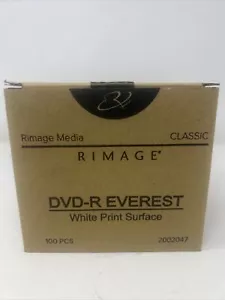 Rimage Media CLASSIC
RIMAGE®
DVD-R EVEREST
White Print Surface
100 PCS 2002047